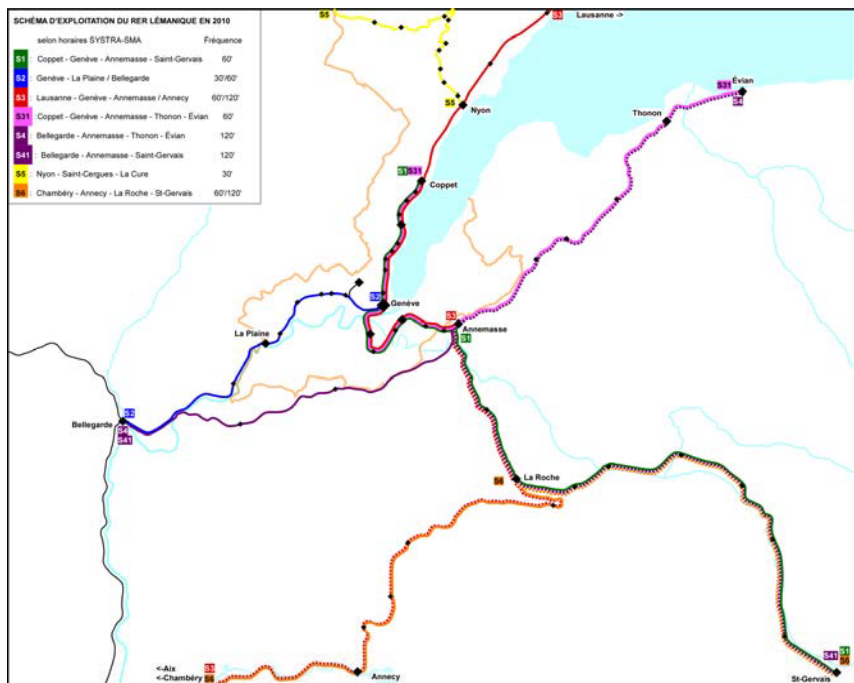 SCHÉMA D'EXPLOITATION DU RER LÉMANIQUE EN 2010
selon horaires SYSTRA-SMA Fréquence
S1 : Coppet - Genève - Annemasse - Saint-Gervais 60'
S2 : Genève - La Plaine / Bellegarde 30'/60'
S3 : Lausanne - Genève - Annemasse / Annecy 60'/120'
S31 : Coppet - Genève - Annemasse - Thonon - Évian 60'
S4 : Bellegarde - Annemasse - Thonon - Évian 120'
S41 : Bellegarde - Annemasse - Saint-Gervais 120'
S5 : Nyon - Saint-Cergues - La Cure 30'
S6 : Chambéry - Annecy - La Roche - St-Gervais 60'/120'
S5
S3
Lausanne ->
S5
Nyon
S31
Évian
S4
Thonon
S1 S31
Coppet
S2
Genève
S3
Annemasse
S1
La Plaine
S2
Bellegarde
S4
S41
La Roche
S6
<-Aix S3
<-Chambéry S6
Annecy
S41 S1
S6
St-Gervais